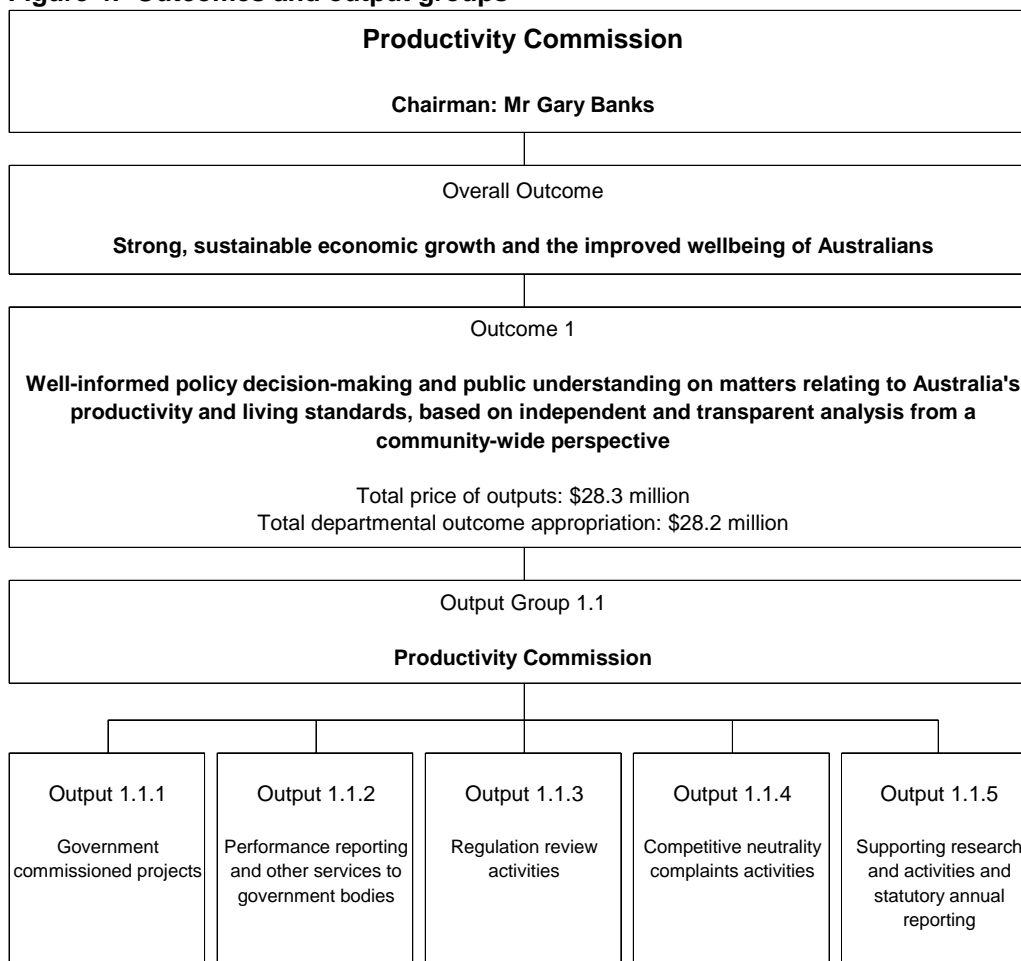 Figure Outcomes and output groups
Productivity Commission
Chairman: Mr Gary Banks
Overall Outcome
Strong, sustainable economic growth and the improved wellbeing of Australians
Outcome 1
Well-informed policy decision-making and public understanding on matters relating to Australia's
productivity and living standards, based on independent and transparent analysis from a
community-wide perspective
Total price of outputs: $28.3 million
Total departmental outcome appropriation: $28.2 million
Output Group 1.1
Productivity Commission
Output 1.1.1
Government
commissioned projects
Output 1.1.2
Performance reporting
and other services to
government bodies
Output 1.1.3
Regulation review
activities
Output 1.1.4
Competitive neutrality
complaints activities
Output 1.1.5
Supporting research
and activities and
statutory annual
reporting